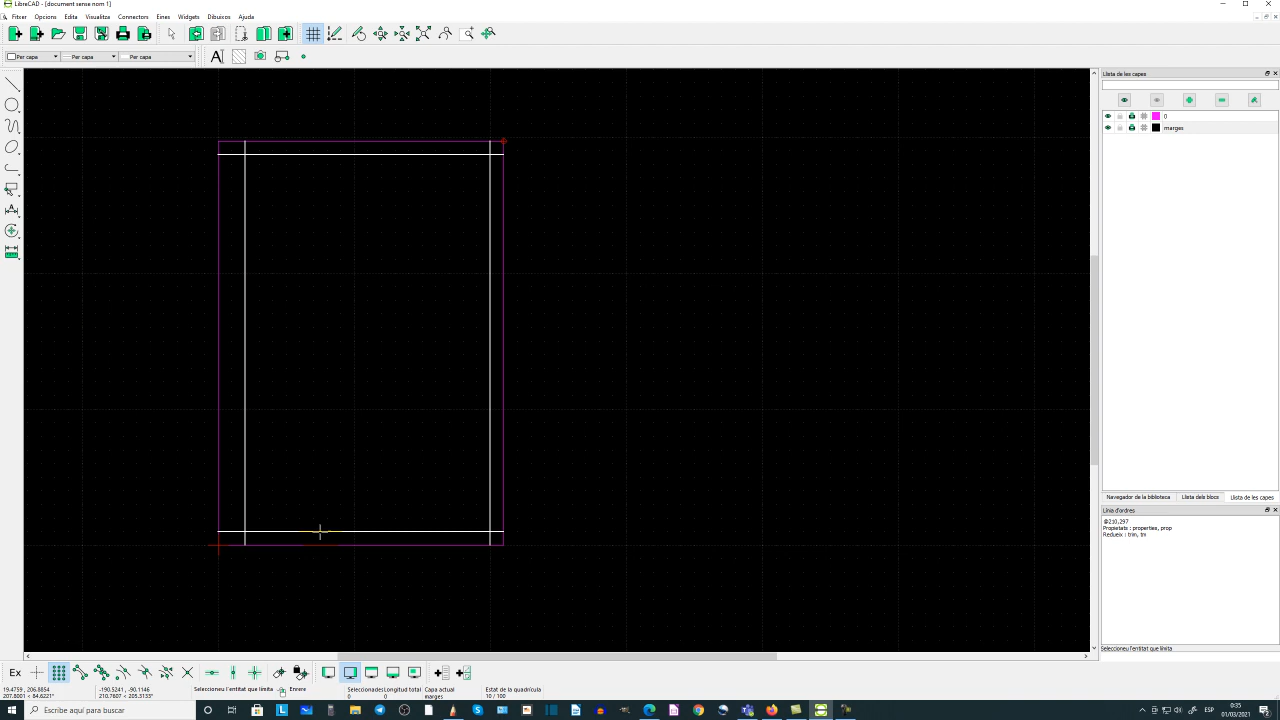 LibreCAD - [document sense nom 1]
Fitxer Opcions Edita Visualitza Connectors Eines Widgets Dibuixos Ajuda
Per capa Per capa Per capa
Llista de les capes
0
marges
Navegador de la biblioteca Llista dels blocs Llista de les capes
Línia d'ordres
@210,297
Propietats : properties, prop
Redueix : trim, tm
Seleccioneu l'entitat que límita
Ex
19.4759 , 206.8854
207.8001 < 84.6221°
-190.5241 , -90.1146
210.7607 < 205.3133°
Seleccioneu l'entitat que límita Enrere
Seleccionades Longitud total
0 0
Capa actual
marges
Estat de la quadrícula
10 / 100
Escribe aquí para buscar
ESP
0:35
01/03/2021